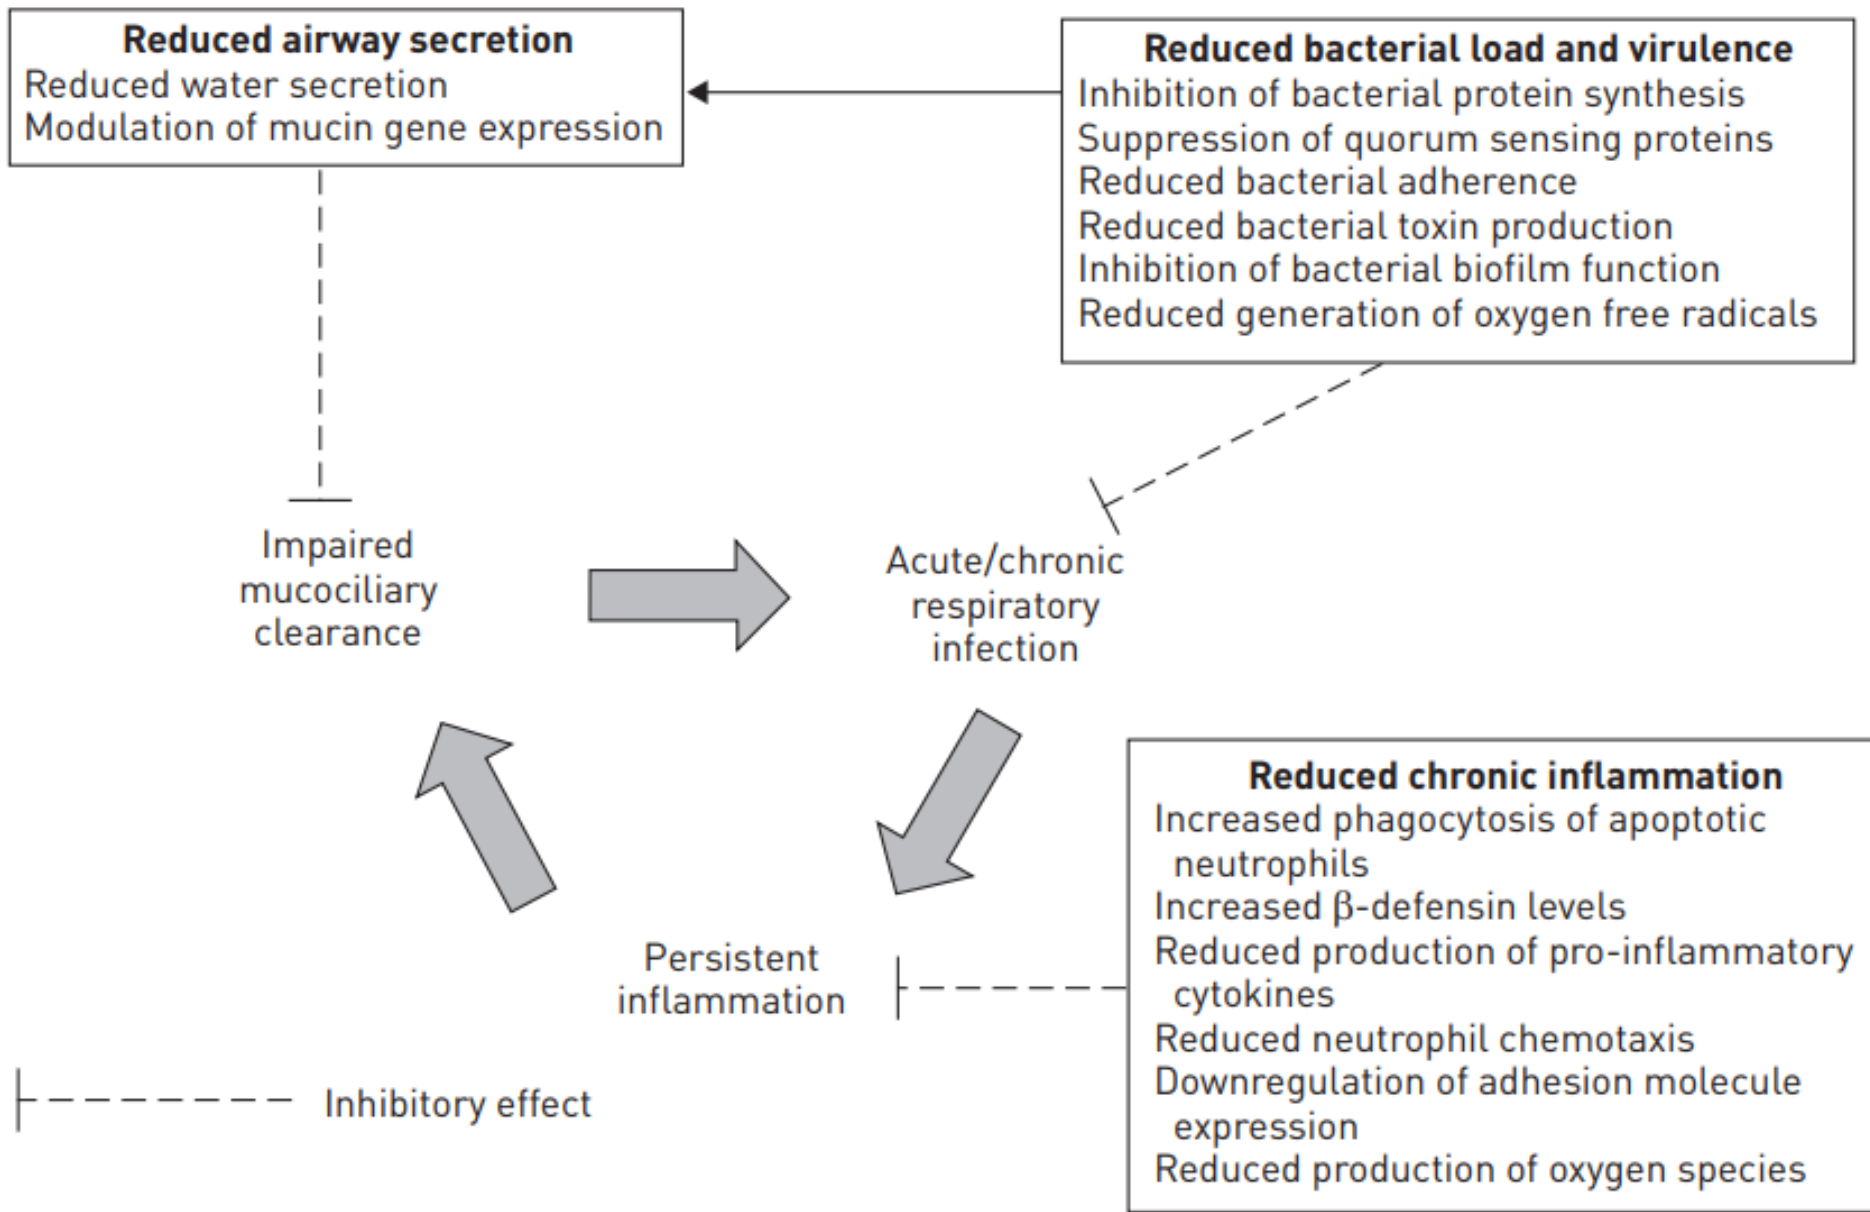 Reduced airway secretion
Reduced water secretion
Modulation of mucin gene expression
Reduced bacterial load and virulence
Inhibition of bacterial protein synthesis
Suppression of quorum sensing proteins
Reduced bacterial adherence
Reduced bacterial toxin production
Inhibition of bacterial biofilm function
Reduced generation of oxygen free radicals
Impaired
mucociliary
clearance
Acute/chronic
respiratory
infection
Persistent
inflammation
Reduced chronic inflammation
Increased phagocytosis of apoptotic
neutrophils
Increased β-defensin levels
Reduced production of pro-inflammatory
cytokines
Reduced neutrophil chemotaxis
Downregulation of adhesion molecule
expression
Reduced production of oxygen species
Inhibitory effect